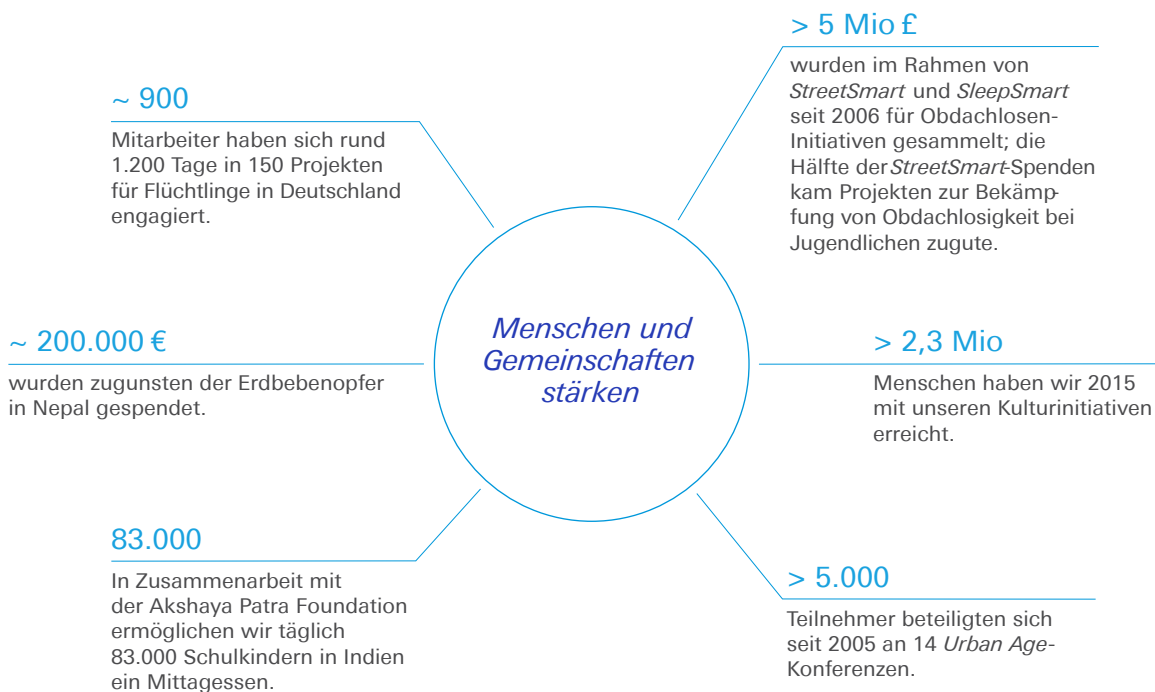 ~ 900
Mitarbeiter haben sich rund
1.200 Tage in 150 Projekten
für Flüchtlinge in Deutschland
engagiert.
> 5 Mio £
wurden im Rahmen von
StreetSmart und SleepSmart
seit 2006 für Obdachlosen-
Initiativen gesammelt; die
Hälfte der StreetSmart-Spenden
kam Projekten zur Bekämp-
fung von Obdachlosigkeit bei
Jugendlichen zugute.
~ 200.000 €
wurden zugunsten der Erdbebenopfer
in Nepal gespendet.
Menschen und
Gemeinschaften
stärken
> 2,3 Mio
Menschen haben wir 2015
mit unseren Kulturinitiativen
erreicht.
83.000
In Zusammenarbeit mit
der Akshaya Patra Foundation
ermöglichen wir täglich
83.000 Schulkindern in Indien
ein Mittagessen.
> 5.000
Teilnehmer beteiligten sich
seit 2005 an 14 Urban Age-
Konferenzen.